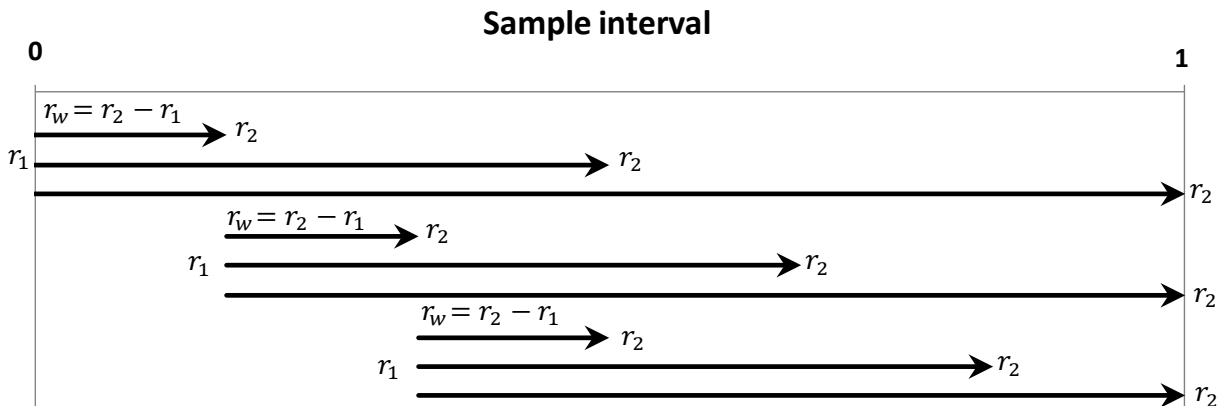 Sample interval
0 1
r_w = r_2 − r_1
r_2
r_1
r_2
r_2
r_w = r_2 − r_1
r_2
r_1
r_2
r_2
r_w = r_2 − r_1
r_2
r_1
r_2
r_2